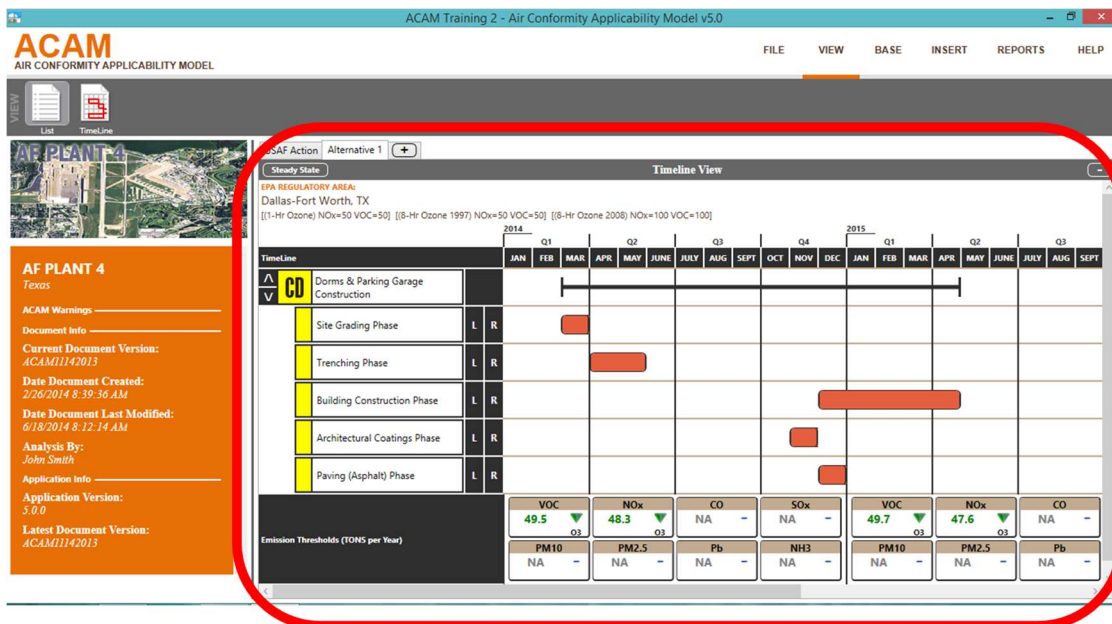 ACAM Training 2 - Air Conformity Applicability Model v5.0
ACAM
AIR CONFORMITY APPLICABILITY MODEL
FILE VIEW BASE INSERT REPORTS HELP
VIEW
List TimeLine
AF PLANT 4
AF PLANT 4
Texas
ACAM Warnings
Document Info
Current Document Version:
ACAM11142013
Date Document Created:
2/26/2014 8:39:36 AM
Date Document Last Modified:
6/18/2014 8:12:14 AM
Analysis By:
John Smith
Application Info
Application Version:
5.0.0
Latest Document Version:
ACAM11142013
Action Alternative 1 +
Steady State Timeline View -
EPA REGULATORY AREA:
Dallas-Fort Worth, TX
[(1-Hr Ozone) NOx=50 VOC=50] [(8-Hr Ozone 1997) NOx=50 VOC=50] [(8-Hr Ozone 2008) NOx=100 VOC=100]
2014 2015
Q1 Q2 Q3 Q4 Q1 Q2 Q3
TimeLine JAN FEB MAR APR MAY JUNE JULY AUG SEPT OCT NOV DEC JAN FEB MAR APR MAY JUNE JULY AUG SEPT
CD Dorms & Parking Garage
Construction
Site Grading Phase L R
Trenching Phase L R
Building Construction Phase L R
Architectural Coatings Phase L R
Paving (Asphalt) Phase L R
VOC NOx CO SOx VOC NOx CO
49.5 48.3 NA - NA - 49.7 47.6 NA -
O3 O3 O3 O3
Emission Thresholds (TONS per Year)
PM10 PM2.5 Pb NH3 PM10 PM2.5 Pb
NA - NA - NA - NA - NA - NA - NA -